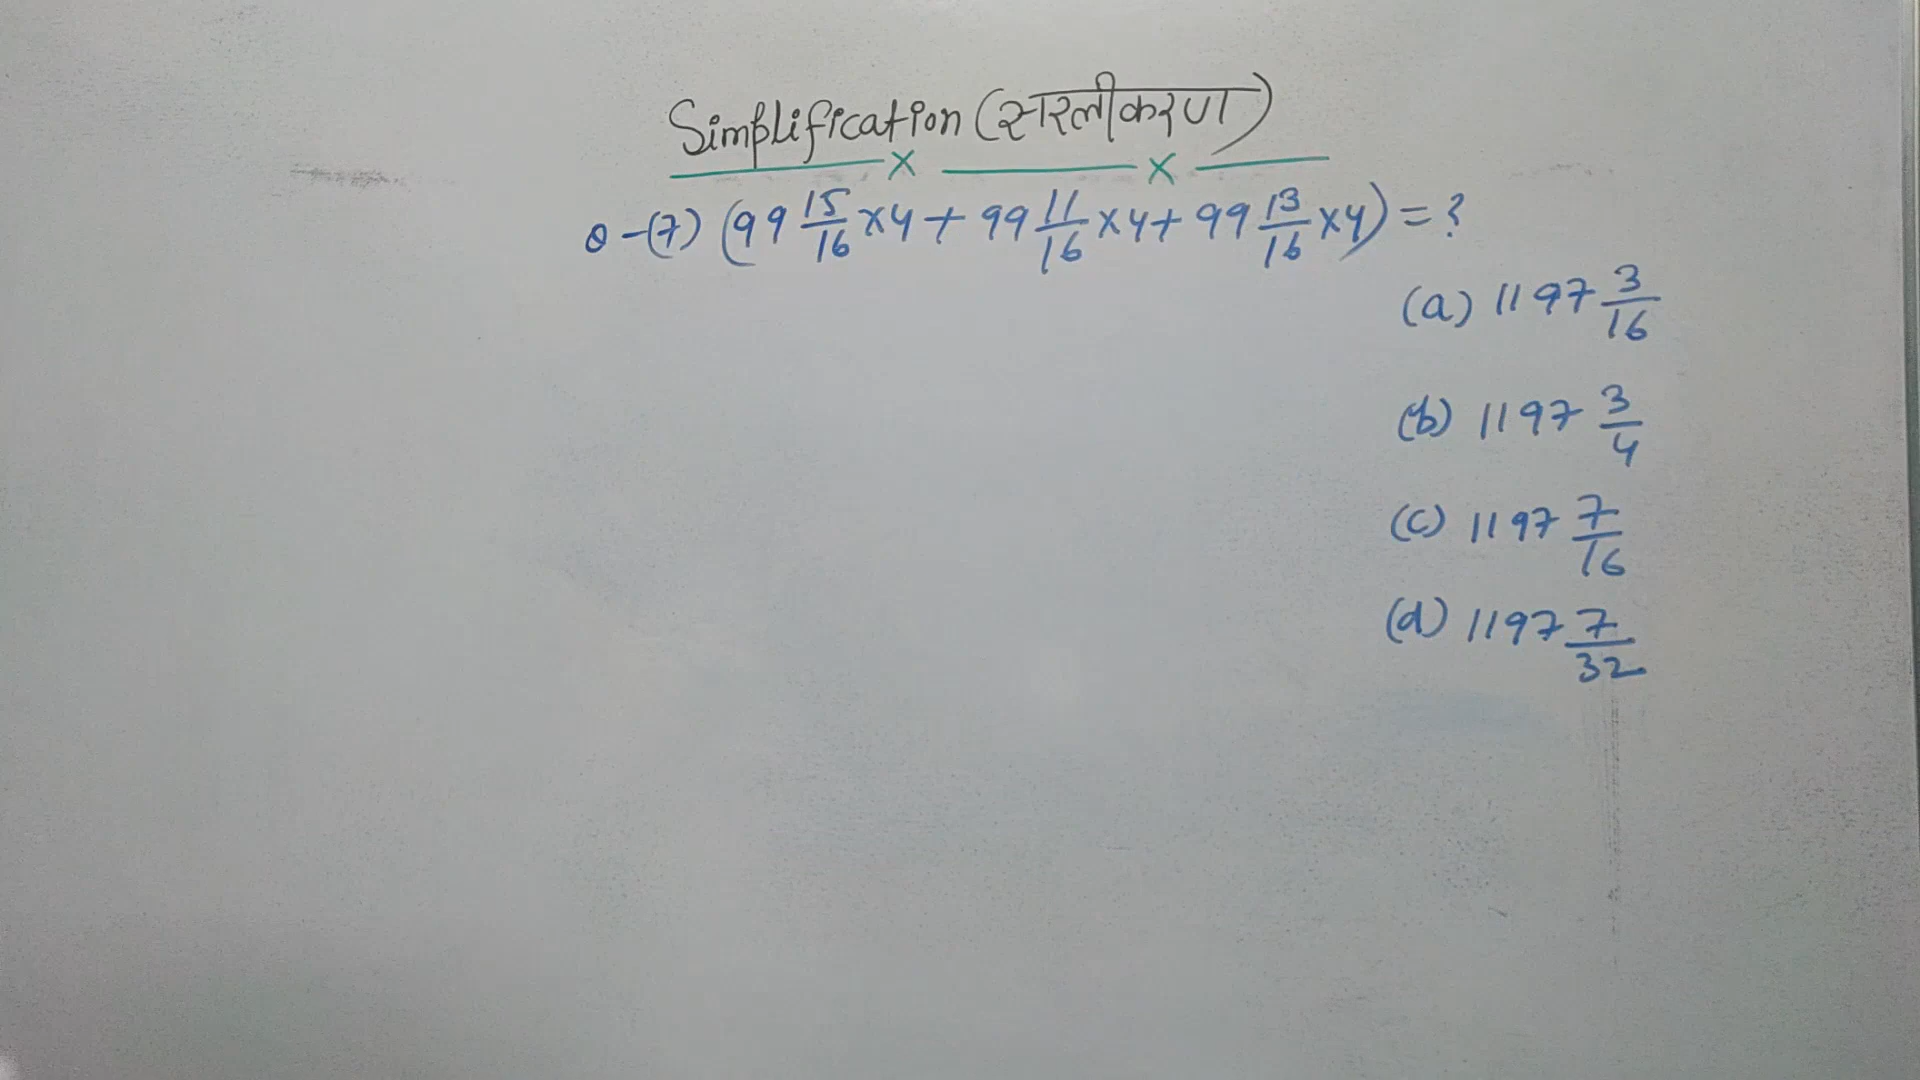 Simplification (सरलीकरण)
Q-(7) (99 15/16 × 4 + 99 11/16 × 4 + 99 13/16 × 4) = ?
(a) 1197 3/16
(b) 1197 3/4
(c) 1197 7/16
(d) 1197 7/32